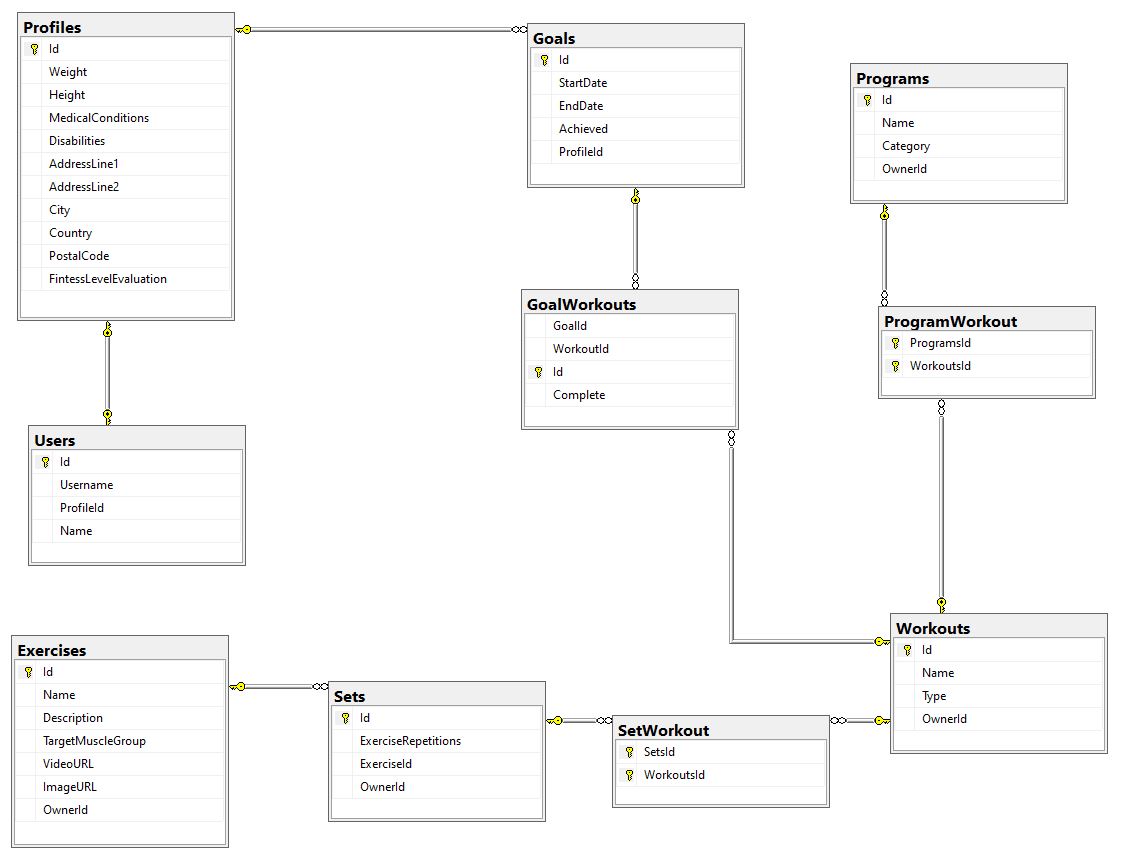 Profiles
Id
Weight
Height
MedicalConditions
Disabilities
AddressLine1
AddressLine2
City
Country
PostalCode
FintessLevelEvaluation
Goals
Id
StartDate
EndDate
Achieved
ProfileId
Programs
Id
Name
Category
OwnerId
GoalWorkouts
GoalId
WorkoutId
Id
Complete
ProgramWorkout
ProgramsId
WorkoutsId
Users
Id
Username
ProfileId
Name
Exercises
Id
Name
Description
TargetMuscleGroup
VideoURL
ImageURL
OwnerId
Sets
Id
ExerciseRepetitions
ExerciseId
OwnerId
SetWorkout
SetsId
WorkoutsId
Workouts
Id
Name
Type
OwnerId